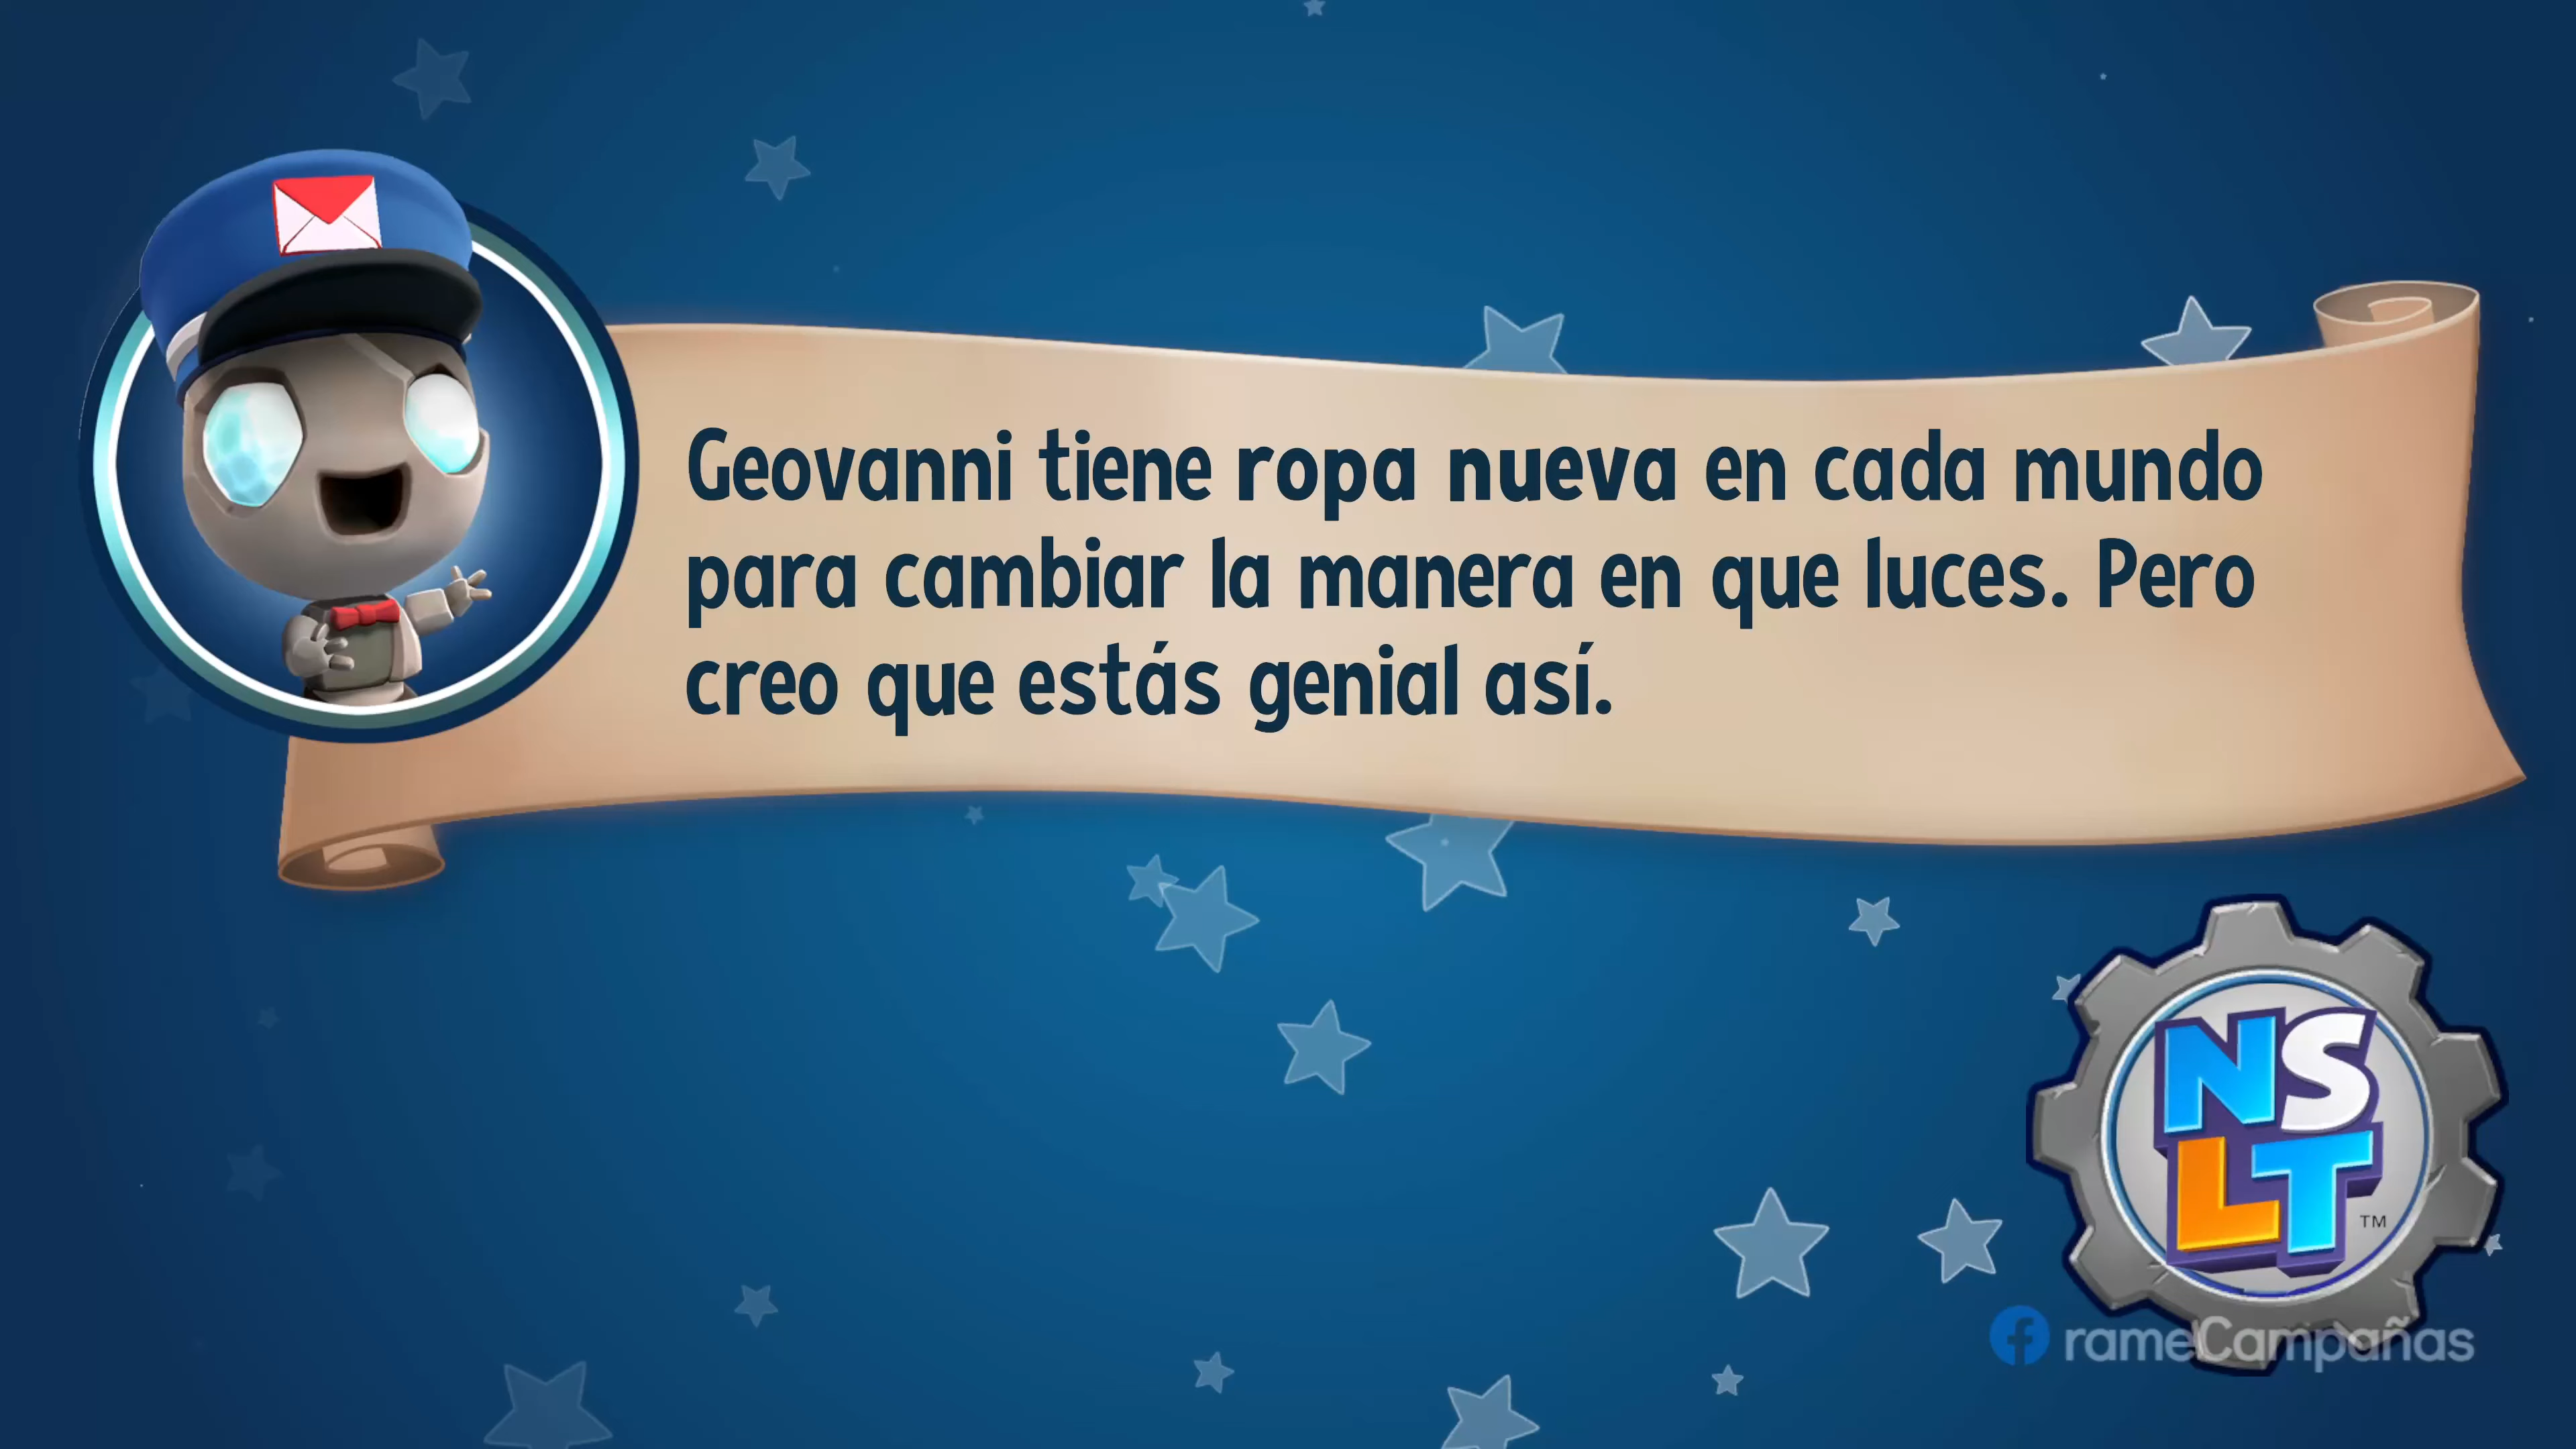 Geovanni tiene ropa nueva en cada mundo
para cambiar la manera en que luces. Pero
creo que estás genial así.
NS
LT
TM
rameCampañas